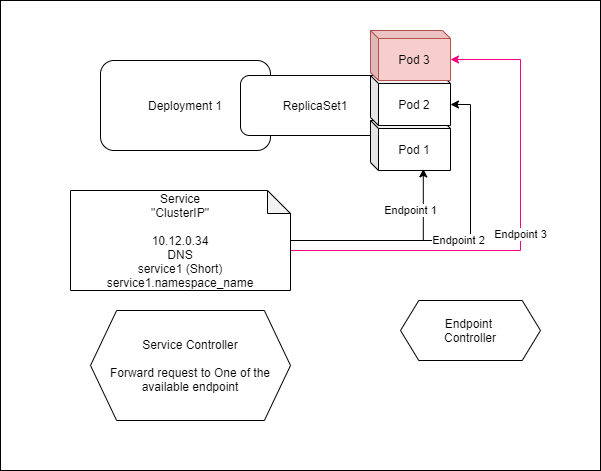 Pod 3
Deployment 1
ReplicaSet1
Pod 2
Pod 1
Service
"ClusterIP"
10.12.0.34
DNS
service1 (Short)
service1.namespace_name
Endpoint 1
Endpoint 2
Endpoint 3
Service Controller
Forward request to One of the
available endpoint
Endpoint
Controller